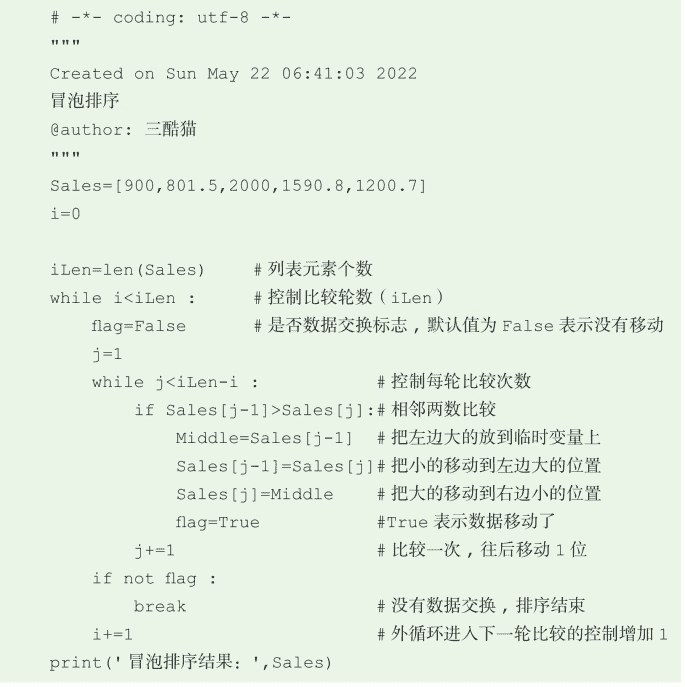 # -*- coding: utf-8 -*-
"""
Created on Sun May 22 06:41:03 2022
冒泡排序
@author: 三酷猫
"""
Sales=[900,801.5,2000,1590.8,1200.7]
i=0
iLen=len(Sales)    #列表元素个数
while i<iLen :     #控制比较轮数（iLen）
    flag=False     #是否数据交换标志，默认值为 False 表示没有移动
    j=1
    while j<iLen-i :           #控制每轮比较次数
        if Sales[j-1]>Sales[j]:#相邻两数比较
            Middle=Sales[j-1]  #把左边大的放到临时变量上
            Sales[j-1]=Sales[j]#把小的移动到左边大的位置
            Sales[j]=Middle    #把大的移动到右边小的位置
            flag=True          #True 表示数据移动了
        j+=1                   #比较一次，往后移动 1 位
    if not flag :
        break                  #没有数据交换，排序结束
    i+=1                       #外循环进入下一轮比较的控制增加 1
print('冒泡排序结果：',Sales)